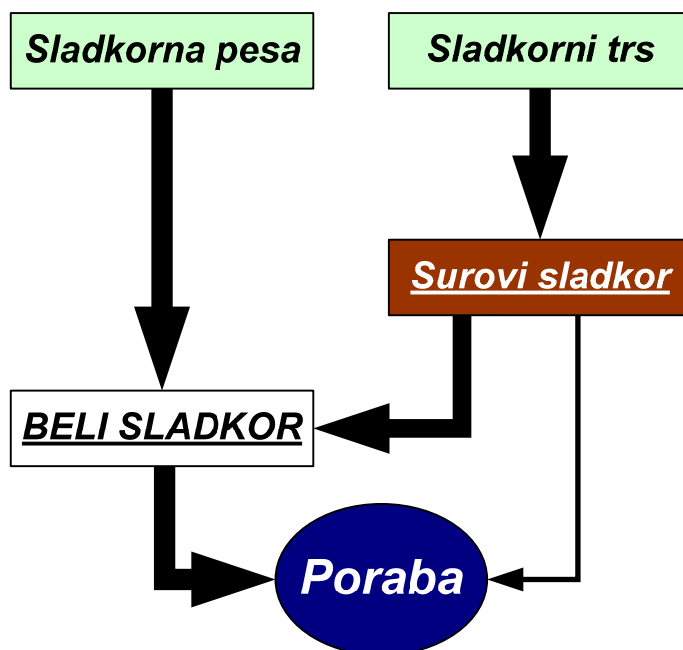 Sladkorna pesa
Sladkorni trs
Surovi sladkor
BELI SLADKOR
Poraba